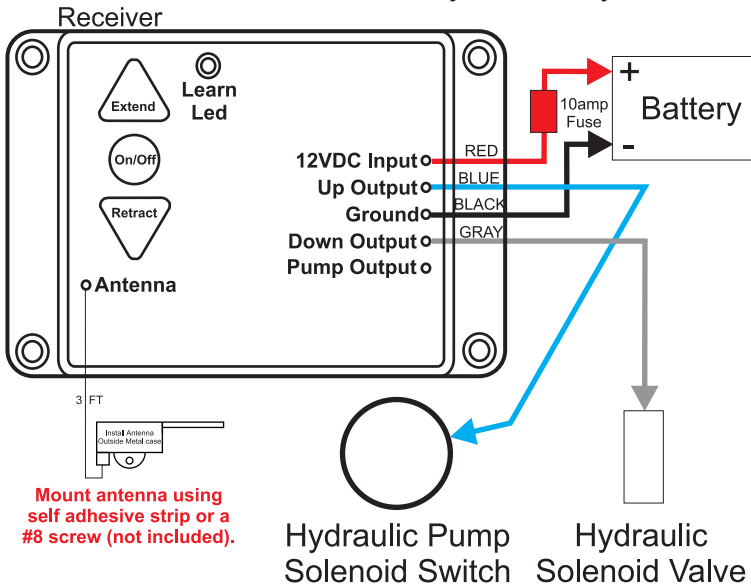 Receiver
Extend
On/Off
Retract
Learn
Led
12VDC Input
Up Output
Ground
Down Output
Pump Output
RED
BLUE
BLACK
GRAY
10amp
Fuse
+
Battery
-
Antenna
3 FT
Install Antenna
Outside Metal case
Mount antenna using
self adhesive strip or a
#8 screw (not included).
Hydraulic Pump
Solenoid Switch
Hydraulic
Solenoid Valve